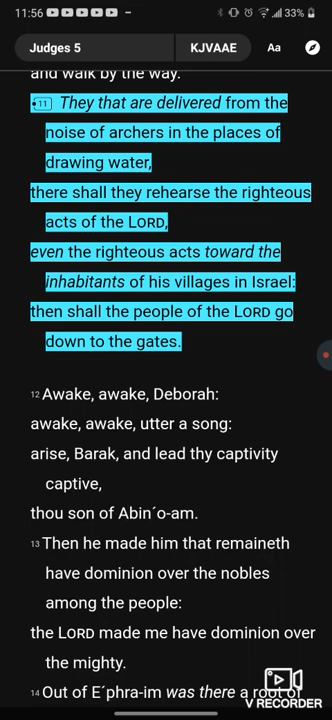 11:56
33%
Judges 5
KJVAAE
Aa
and walk by the way.
11 They that are delivered from the
noise of archers in the places of
drawing water,
there shall they rehearse the righteous
acts of the LORD,
even the righteous acts toward the
inhabitants of his villages in Israel:
then shall the people of the LORD go
down to the gates.
12 Awake, awake, Deborah:
awake, awake, utter a song:
arise, Barak, and lead thy captivity
captive,
thou son of Abin´o-am.
13 Then he made him that remaineth
have dominion over the nobles
among the people:
the LORD made me have dominion over
the mighty.
14 Out of E´phra-im was there a root of
V RECORDER